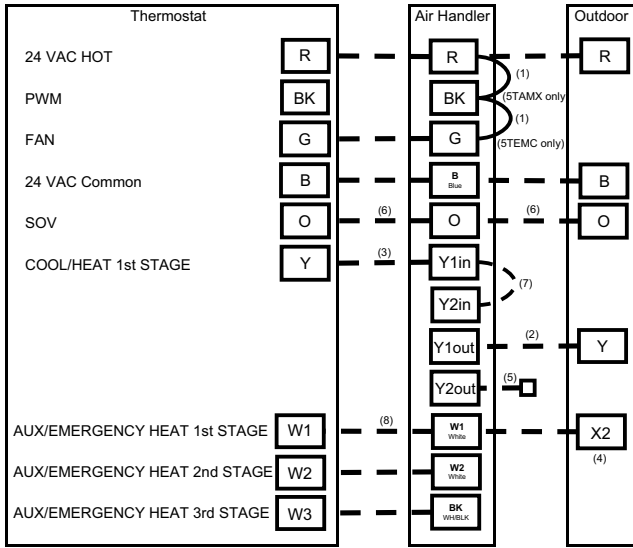 Thermostat Air Handler Outdoor
24 VAC HOT R R R
(1)
PWM BK BK (5TAMX only
(1)
FAN G G (5TEMC only)
24 VAC Common B B Blue B
SOV O (6) O (6) O
COOL/HEAT 1st STAGE Y (3) Y1in
(7)
Y2in
Y1out (2) Y
Y2out (5)
AUX/EMERGENCY HEAT 1st STAGE W1 (8) W1 White X2
(4)
AUX/EMERGENCY HEAT 2nd STAGE W2 W2 White
AUX/EMERGENCY HEAT 3rd STAGE W3 BK WH/BLK